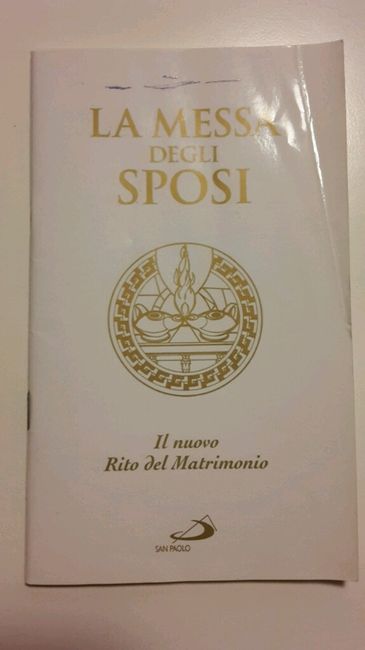 LA MESSA
DEGLI
SPOSI
Il nuovo
Rito del Matrimonio
SAN PAOLO